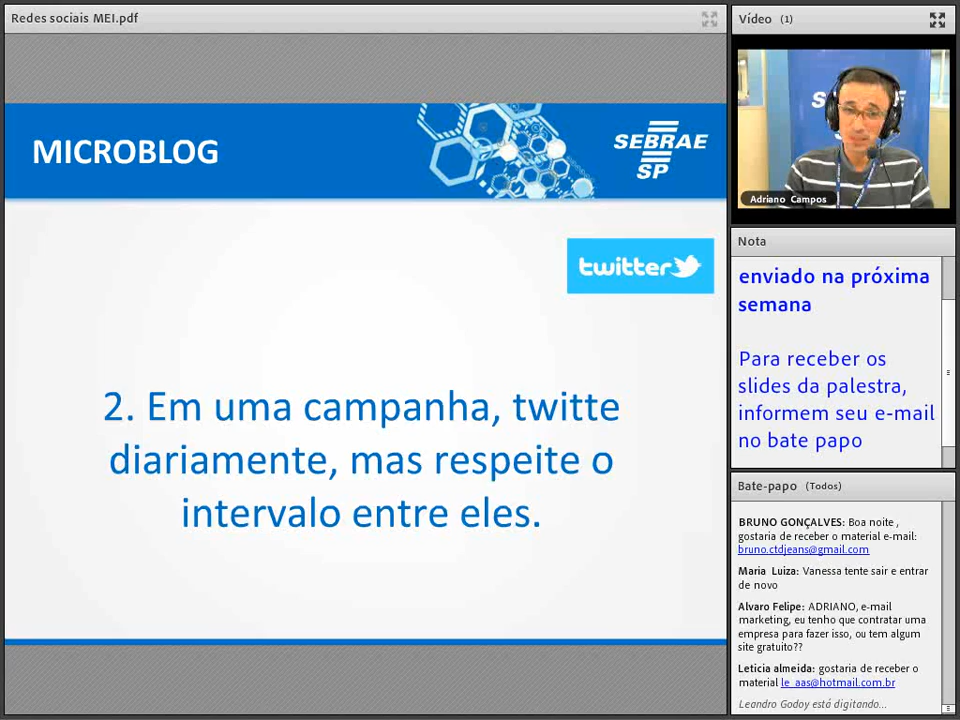 Redes sociais MEI.pdf
MICROBLOG
SEBRAE
SP
twitter
2. Em uma campanha, twitte
diariamente, mas respeite o
intervalo entre eles.
Vídeo (1)
Adriano Campos
Nota
enviado na próxima
semana
Para receber os
slides da palestra,
informem seu e-mail
no bate papo
Bate-papo (Todos)
BRUNO GONÇALVES: Boa noite ,
gostaria de receber o material e-mail:
bruno.ctdjeans@gmail.com
Maria Luiza: Vanessa tente sair e entrar
de novo
Alvaro Felipe: ADRIANO, e-mail
marketing, eu tenho que contratar uma
empresa para fazer isso, ou tem algum
site gratuito??
Leticia almeida: gostaria de receber o
material le_aas@hotmail.com.br
Leandro Godoy está digitando...